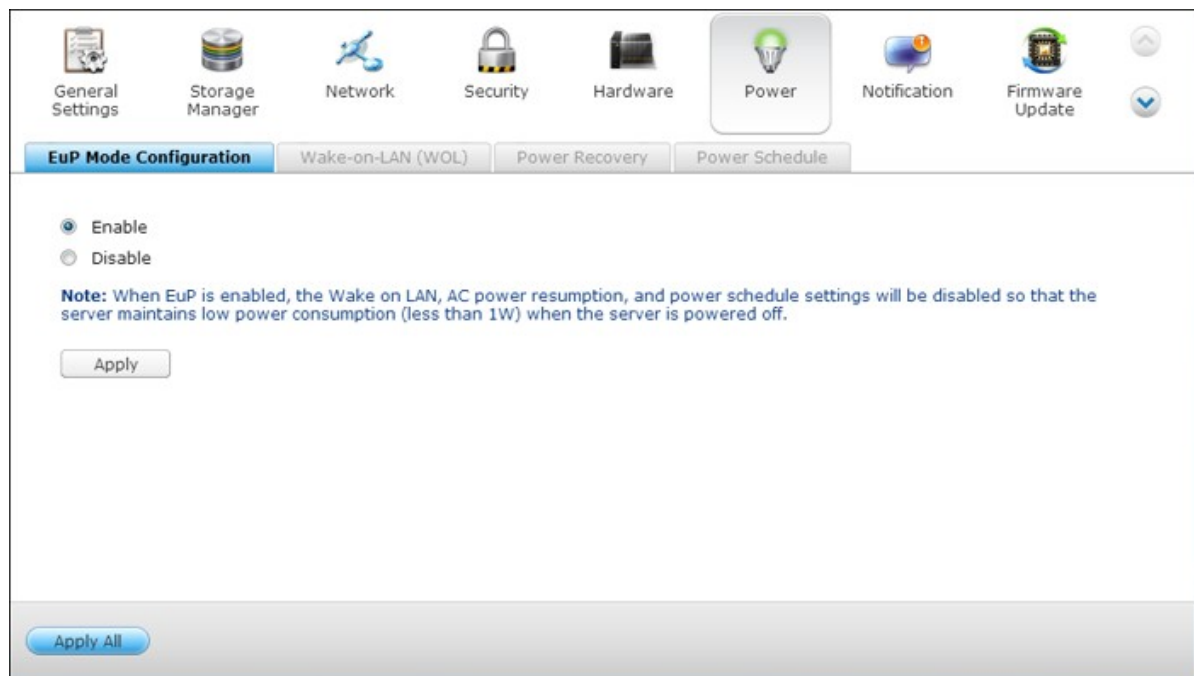 General
Settings
Storage
Manager
Network
Security
Hardware
Power
Notification
Firmware
Update
EuP Mode Configuration
Wake-on-LAN (WOL)
Power Recovery
Power Schedule
Enable
Disable
Note: When EuP is enabled, the Wake on LAN, AC power resumption, and power schedule settings will be disabled so that the
server maintains low power consumption (less than 1W) when the server is powered off.
Apply
Apply All